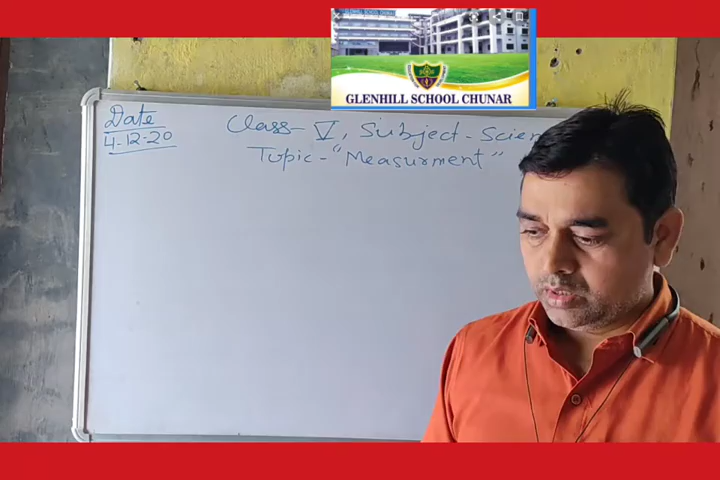 GLENHILL SCHOOL CHUNAR
Date
4-12-20
Class- V, Subject - Scien
Topic - "Measurment"